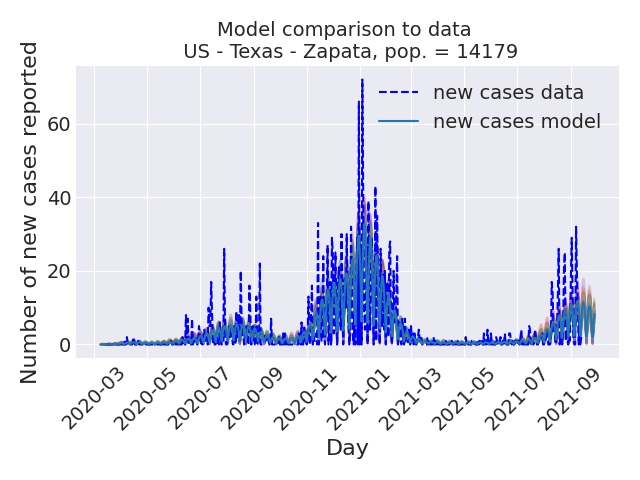 Model comparison to data
US - Texas - Zapata, pop. = 14179
Number of new cases reported
60
40
20
0
new cases data
new cases model
2020-03
2020-05
2020-07
2020-09
2020-11
2021-01
2021-03
2021-05
2021-07
2021-09
Day